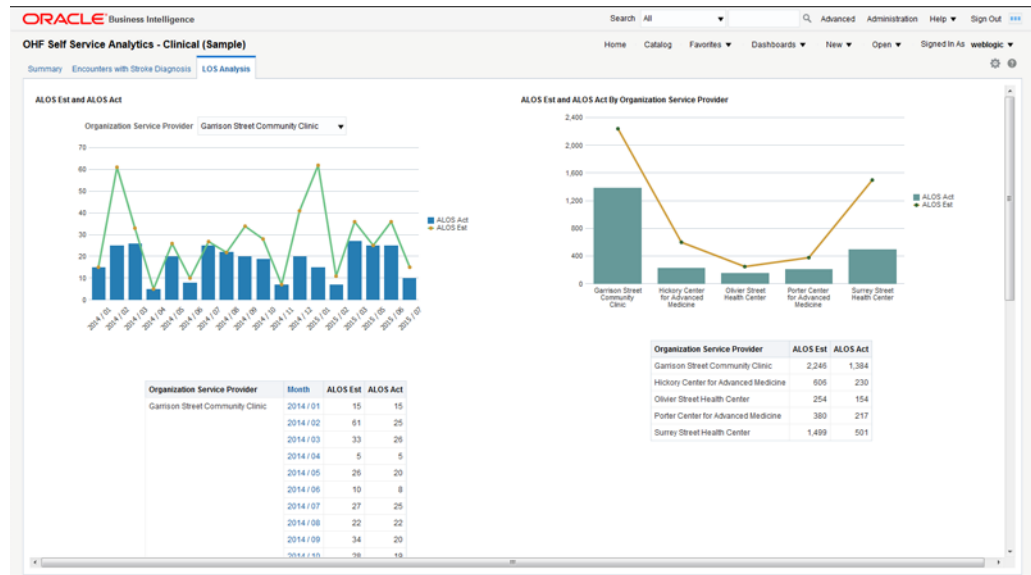 ORACLE Business Intelligence
Search All Advanced Administration Help Sign Out
OHF Self Service Analytics - Clinical (Sample)
Home Catalog Favorites Dashboards New Open Signed In As weblogic
Summary Encounters with Stroke Diagnosis LOS Analysis
ALOS Est and ALOS Act
Organization Service Provider Garrison Street Community Clinic
70
60
50
40
30
20
10
0
2014 / 01 2014 / 02 2014 / 03 2014 / 04 2014 / 05 2014 / 06 2014 / 07 2014 / 08 2014 / 09 2014 / 10 2014 / 11 2014 / 12 2015 / 01 2015 / 02 2015 / 03 2015 / 05 2015 / 06 2015 / 07
ALOS Act
ALOS Est
Organization Service Provider Month ALOS Est ALOS Act
Garrison Street Community Clinic 2014 / 01 15 15
2014 / 02 61 25
2014 / 03 33 26
2014 / 04 5 5
2014 / 05 26 20
2014 / 06 10 8
2014 / 07 27 25
2014 / 08 22 22
2014 / 09 34 20
2014 / 10 28 19
ALOS Est and ALOS Act By Organization Service Provider
2,400
2,000
1,600
1,200
800
400
0
Garrison Street Community Clinic
Hickory Center for Advanced Medicine
Olivier Street Health Center
Porter Center for Advanced Medicine
Surrey Street Health Center
ALOS Act
ALOS Est
Organization Service Provider ALOS Est ALOS Act
Garrison Street Community Clinic 2,246 1,384
Hickory Center for Advanced Medicine 606 230
Olivier Street Health Center 254 154
Porter Center for Advanced Medicine 380 217
Surrey Street Health Center 1,499 501